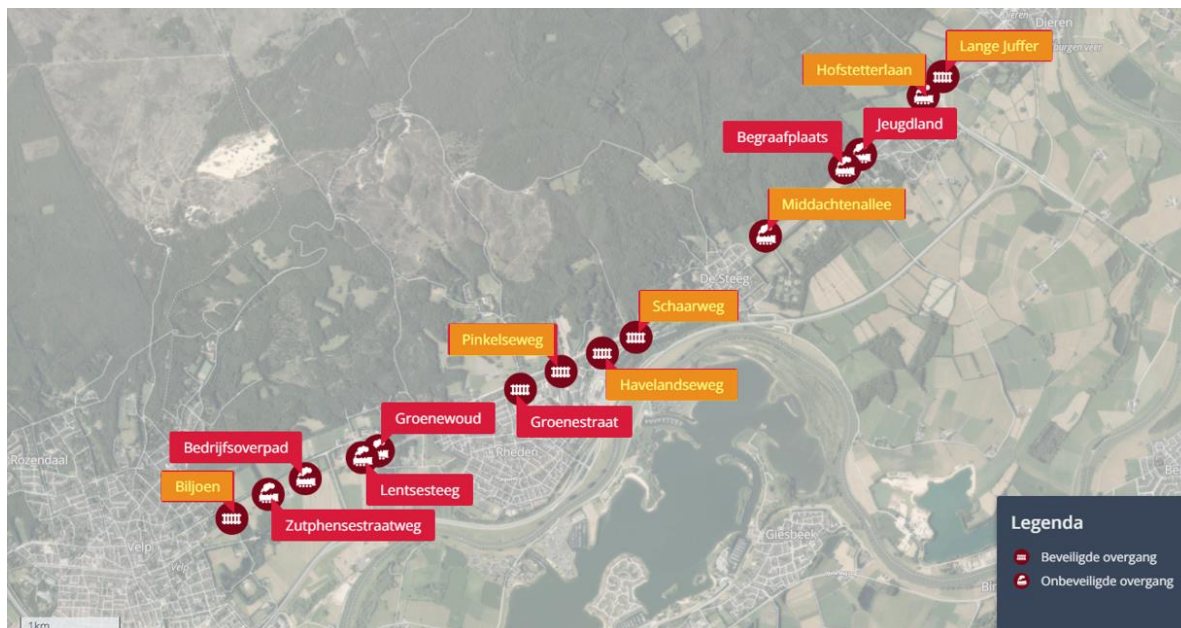 Dieren
Lange Juffer
Hofstetterlaan
Jeugdland
Begraafplaats
Middachtenallee
De Steeg
Schaarweg
Pinkelseweg
Havelandseweg
Groenestraat
Groenewoud
Rheden
Bedrijfsoverpad
Rozendaal
Lentsesteeg
Biljoen
Zutphensestraatweg
Velp
Giesbeek
Velp
Legenda
Beveiligde overgang
Onbeveiligde overgang
1km